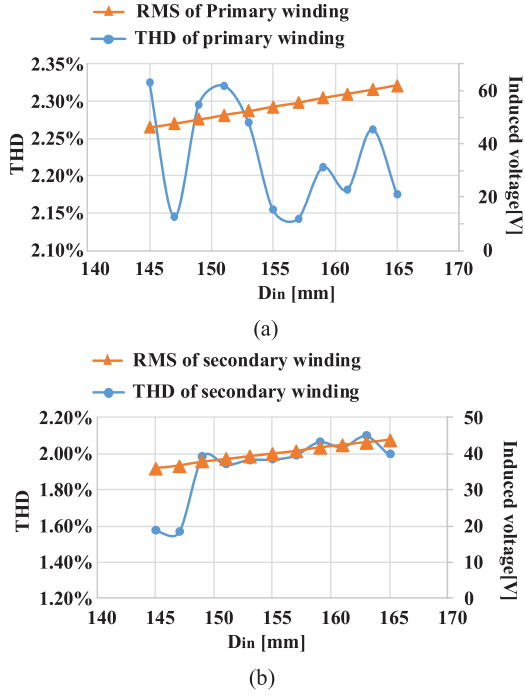 RMS of Primary winding
THD of primary winding
2.35%
2.30%
2.25%
2.20%
2.15%
2.10%
THD
60
40
20
0
Induced voltage[V]
140 145 150 155 160 165 170
Din [mm]
(a)
RMS of secondary winding
THD of secondary winding
2.20%
2.00%
1.80%
1.60%
1.40%
1.20%
THD
50
40
30
20
10
0
Induced voltage[V]
140 145 150 155 160 165 170
Din [mm]
(b)